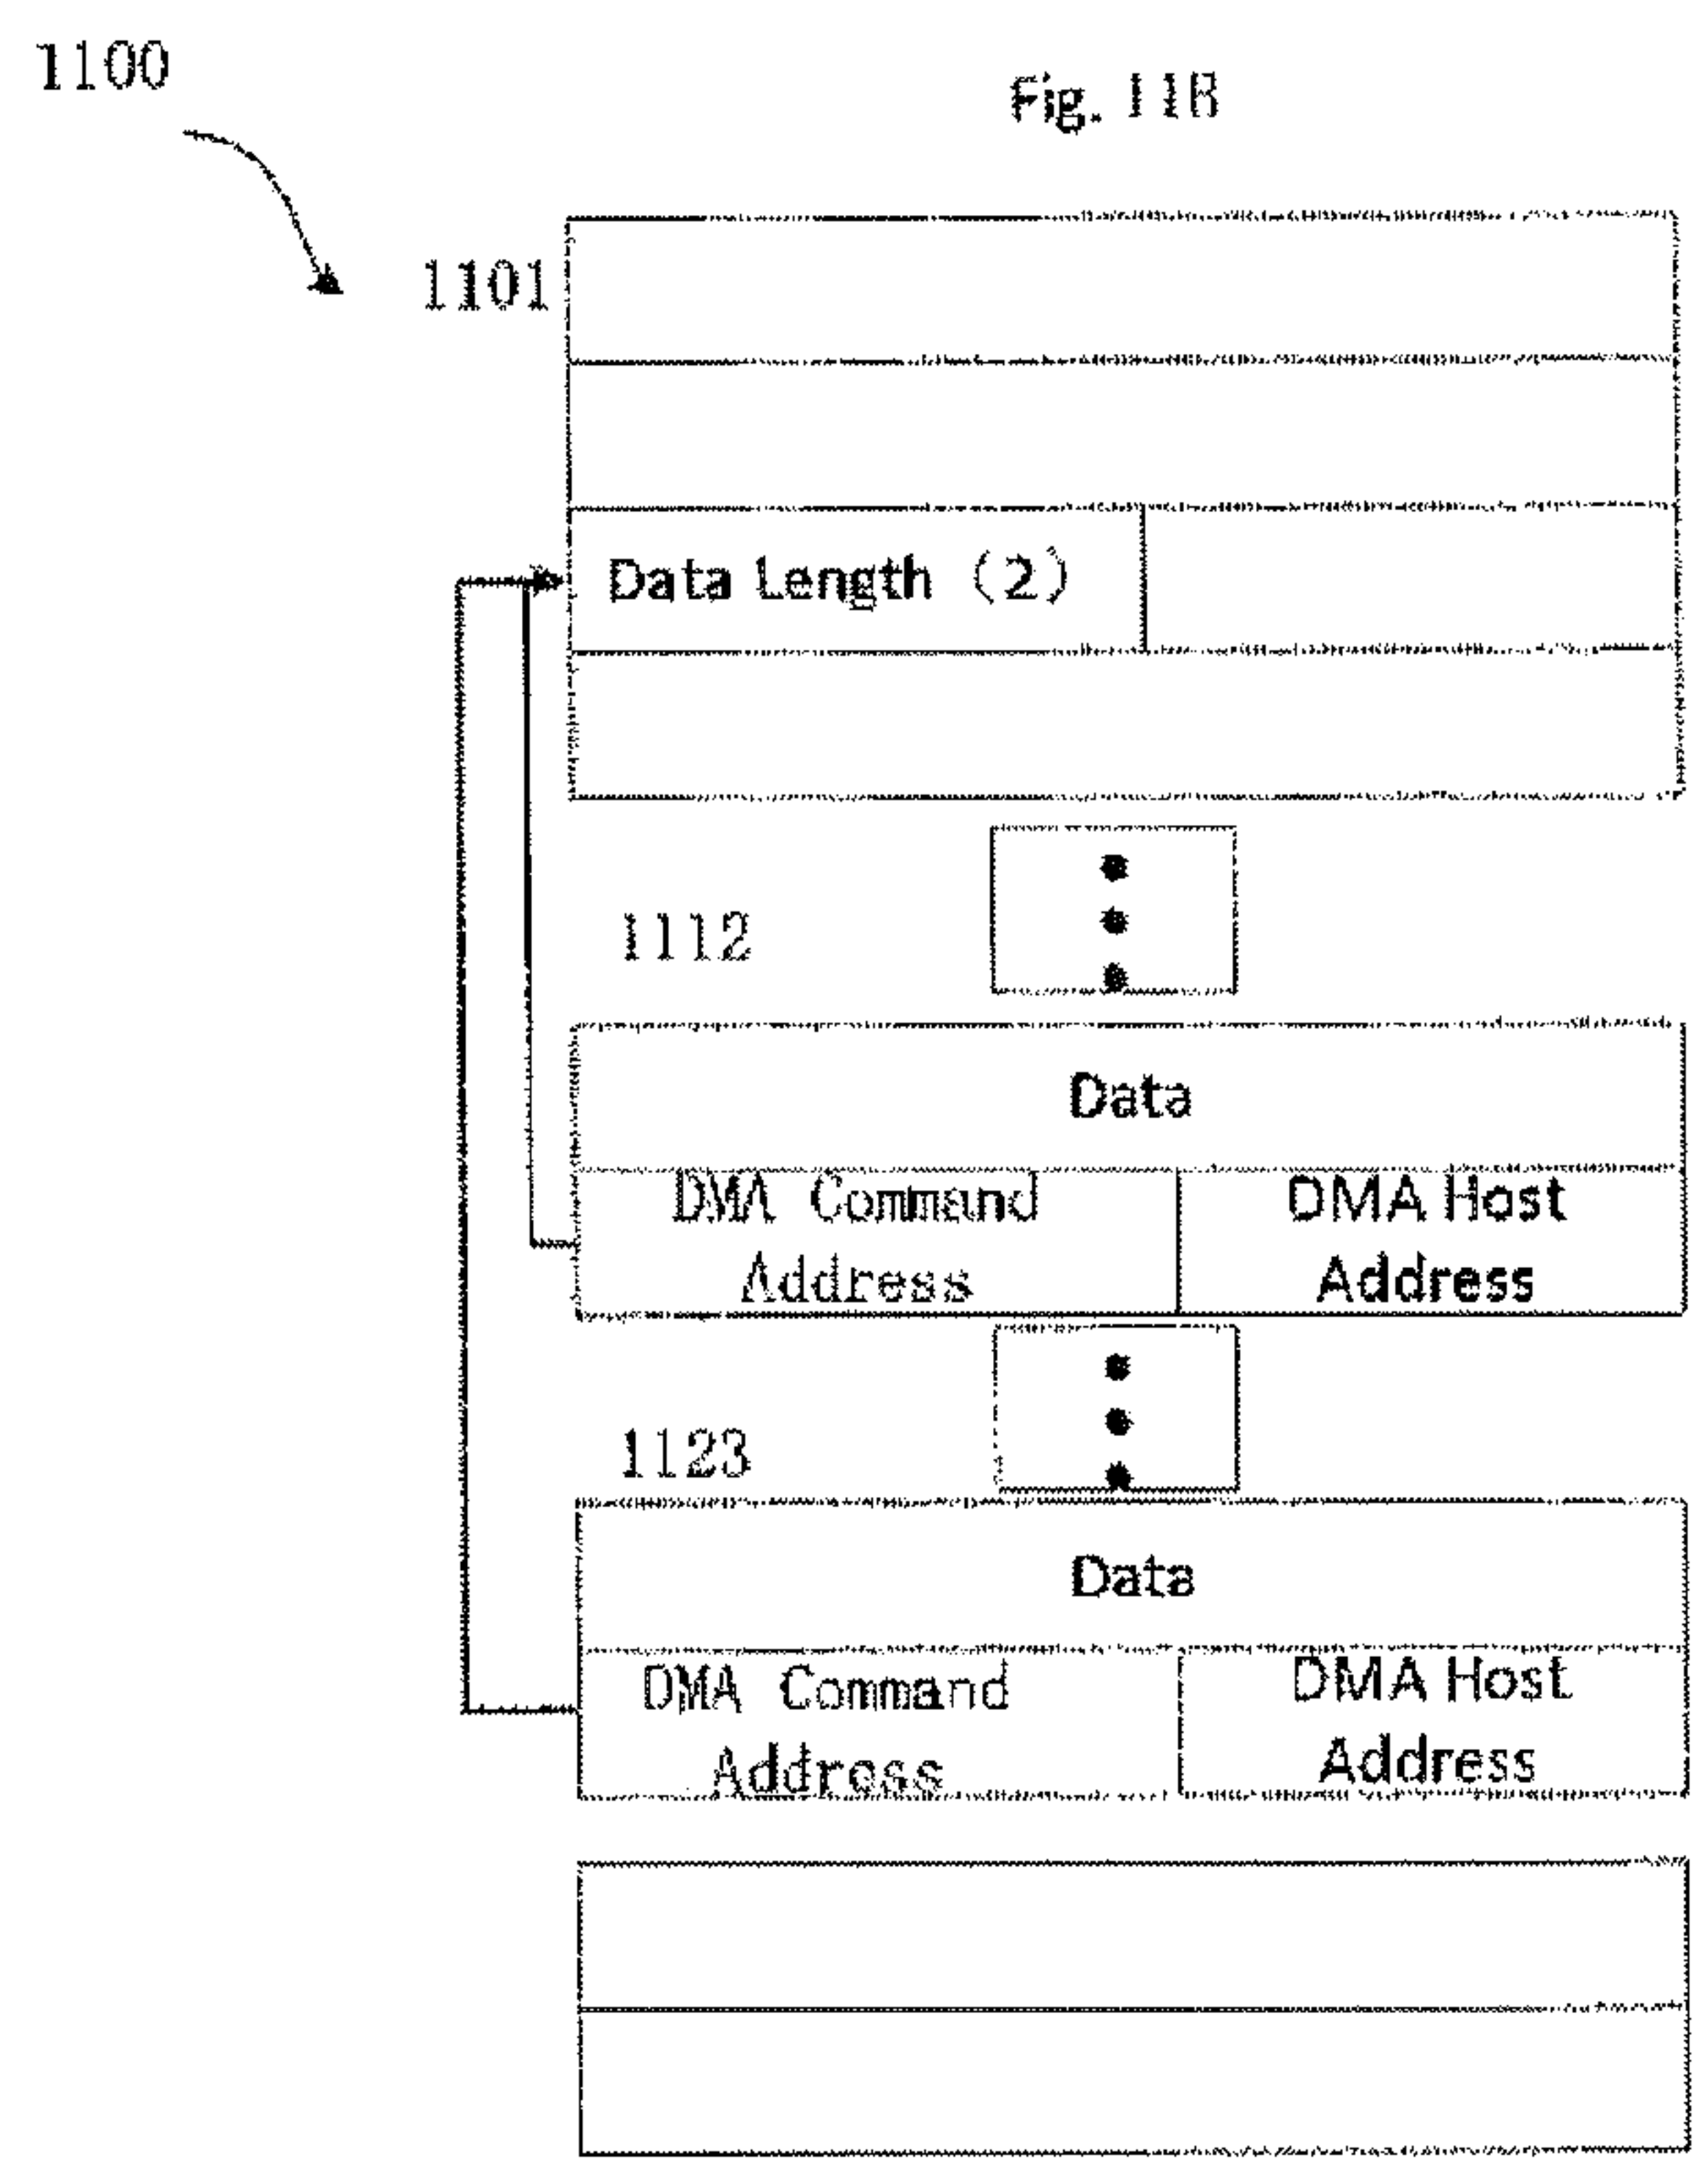 1100
Fig. 11B
1101
Data Length (2)
1112
Data
DMA Command
Address
DMA Host
Address
1123
Data
DMA Command
Address
DMA Host
Address